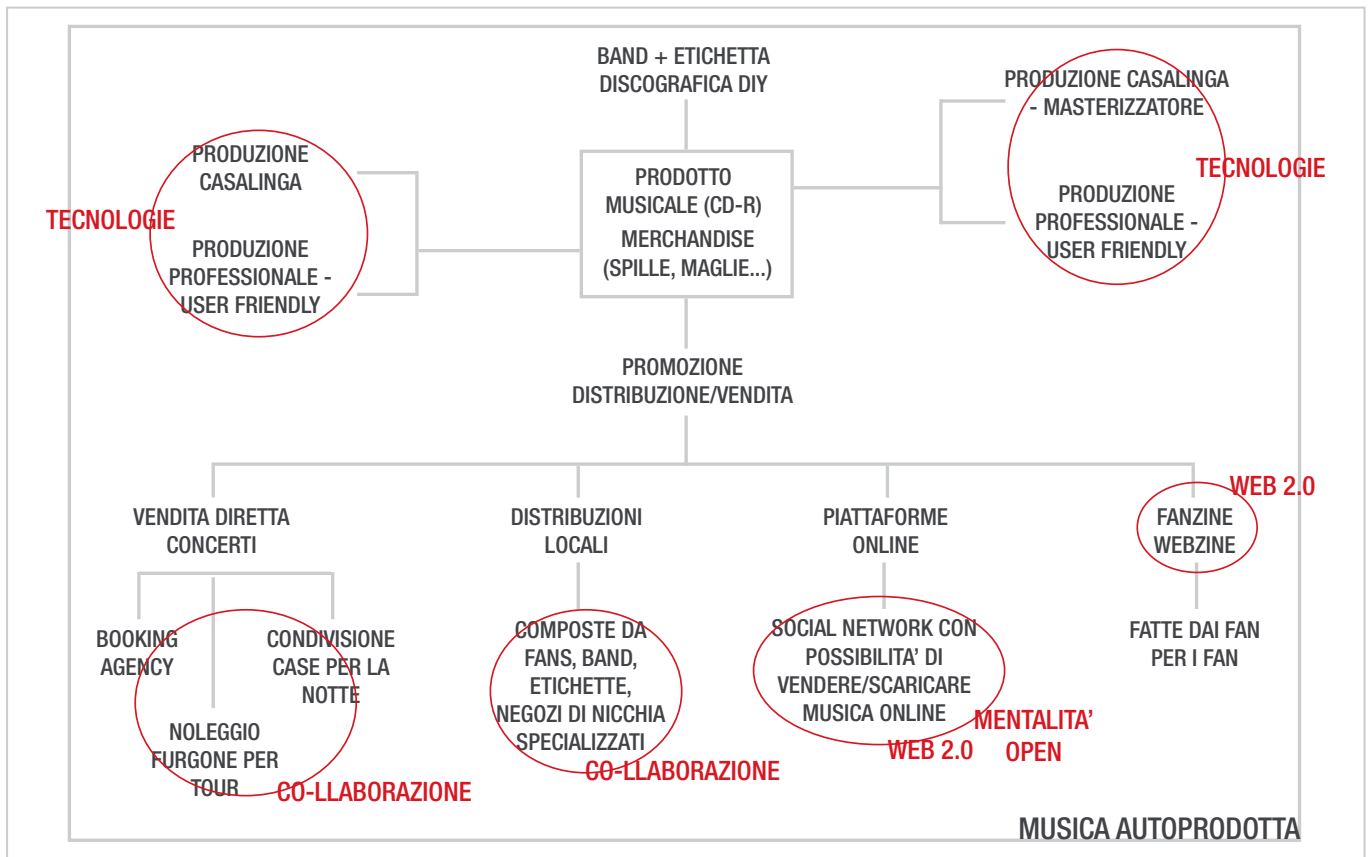 BAND + ETICHETTA
DISCOGRAFICA DIY
PRODUZIONE CASALINGA
- MASTERIZZATORE
TECNOLOGIE
PRODUZIONE
PROFESSIONALE -
USER FRIENDLY
PRODUZIONE
CASALINGA
TECNOLOGIE
PRODUZIONE
PROFESSIONALE -
USER FRIENDLY
PRODOTTO
MUSICALE (CD-R)
MERCHANDISE
(SPILLE, MAGLIE...)
PROMOZIONE
DISTRIBUZIONE/VENDITA
VENDITA DIRETTA
CONCERTI
DISTRIBUZIONI
LOCALI
PIATTAFORME
ONLINE
WEB 2.0
FANZINE
WEBZINE
BOOKING
AGENCY
CONDIVISIONE
CASE PER LA
NOTTE
NOLEGGIO
FURGONE PER
TOUR
CO-LLABORAZIONE
COMPOSTE DA
FANS, BAND,
ETICHETTE,
NEGOZI DI NICCHIA
SPECIALIZZATI
CO-LLABORAZIONE
SOCIAL NETWORK CON
POSSIBILITA’ DI
VENDERE/SCARICARE
MUSICA ONLINE
WEB 2.0
MENTALITA’
OPEN
FATTE DAI FAN
PER I FAN
MUSICA AUTOPRODOTTA